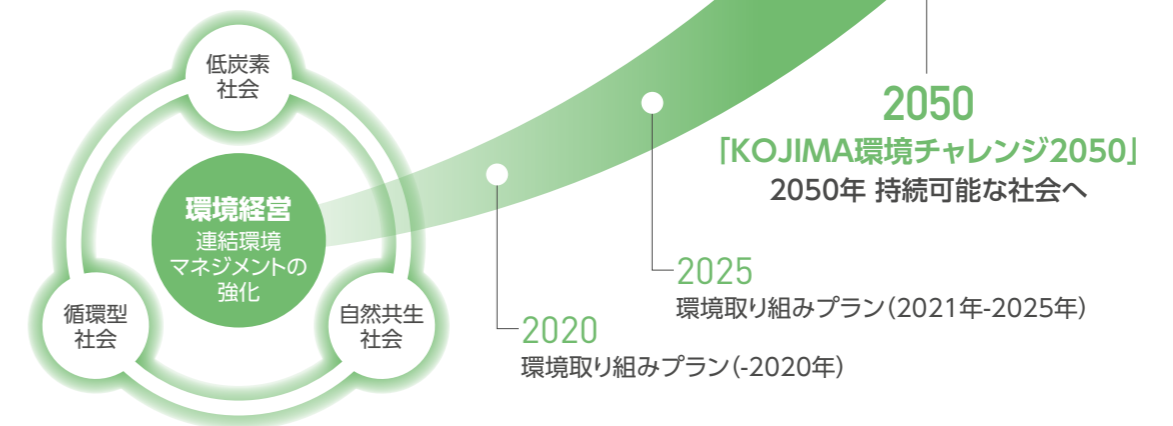 低炭素
社会
環境経営
連結環境
マネジメントの
強化
循環型
社会
自然共生
社会
2020
環境取り組みプラン(-2020年)
2025
環境取り組みプラン(2021年-2025年)
2050
「KOJIMA環境チャレンジ2050」
2050年 持続可能な社会へ